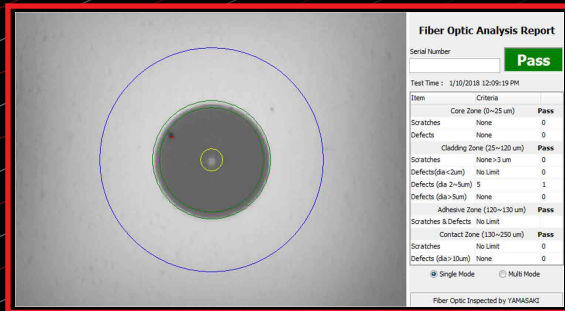 Fiber Optic Analysis Report
Serial Number
Pass
Test Time : 1/10/2018 12:09:19 PM
Item Criteria
Core Zone (0~25 um) Pass
Scratches None 0
Defects None 0
Cladding Zone (25~120 um) Pass
Scratches None>3 um 0
Defects(dia<2um) No Limit 0
Defects (dia 2~5um) 5 1
Defects (dia>5um) None 0
Adhesive Zone (120~130 um) Pass
Scratches & Defects No Limit 0
Contact Zone (130~250 um) Pass
Scratches No Limit 0
Defects (dia>10um) None 0
Single Mode Multi Mode
Fiber Optic Inspected by YAMASAKI